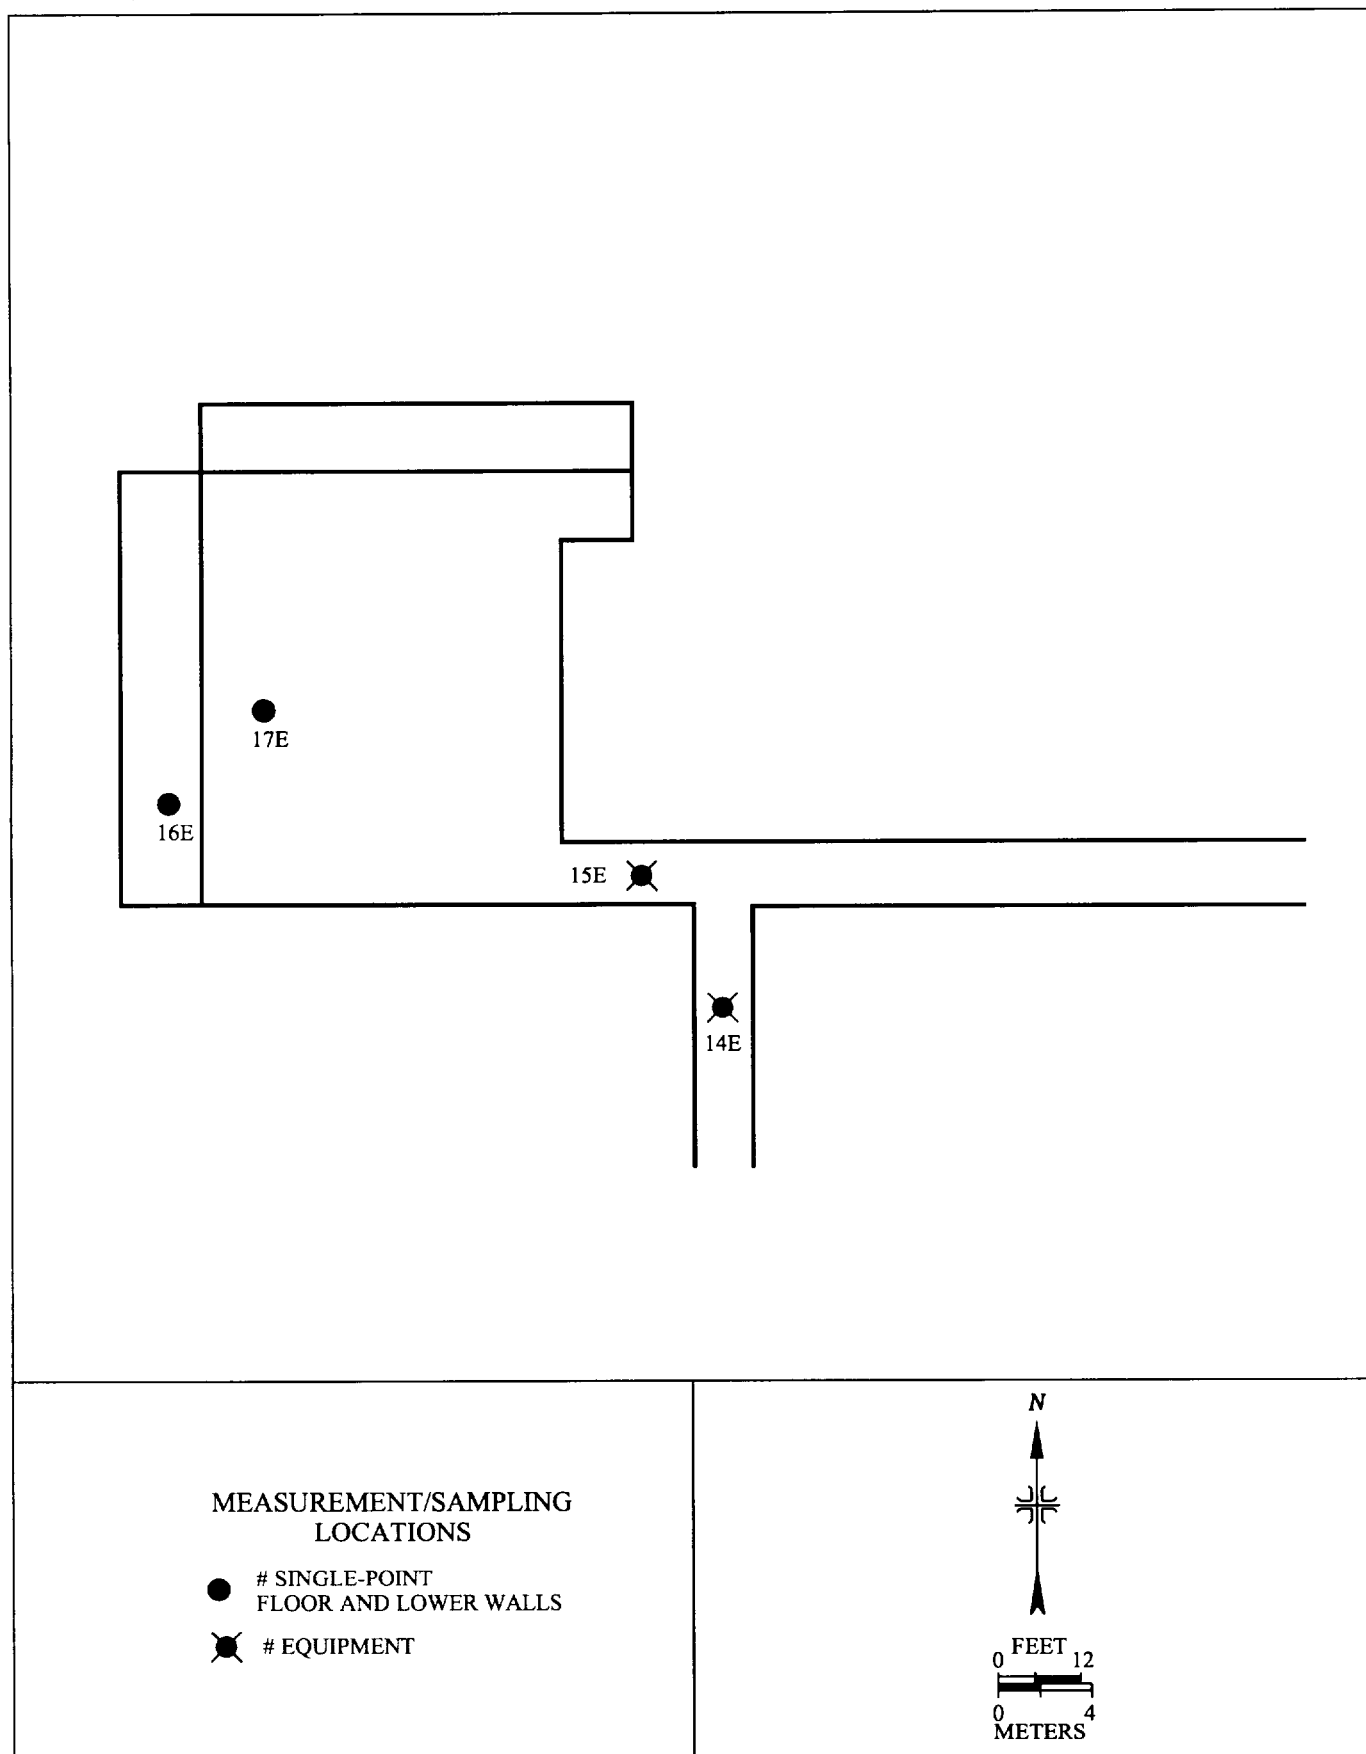 17E
16E
15E
14E
MEASUREMENT/SAMPLING
LOCATIONS
# SINGLE-POINT
FLOOR AND LOWER WALLS
# EQUIPMENT
N
FEET
0 12
0 4
METERS